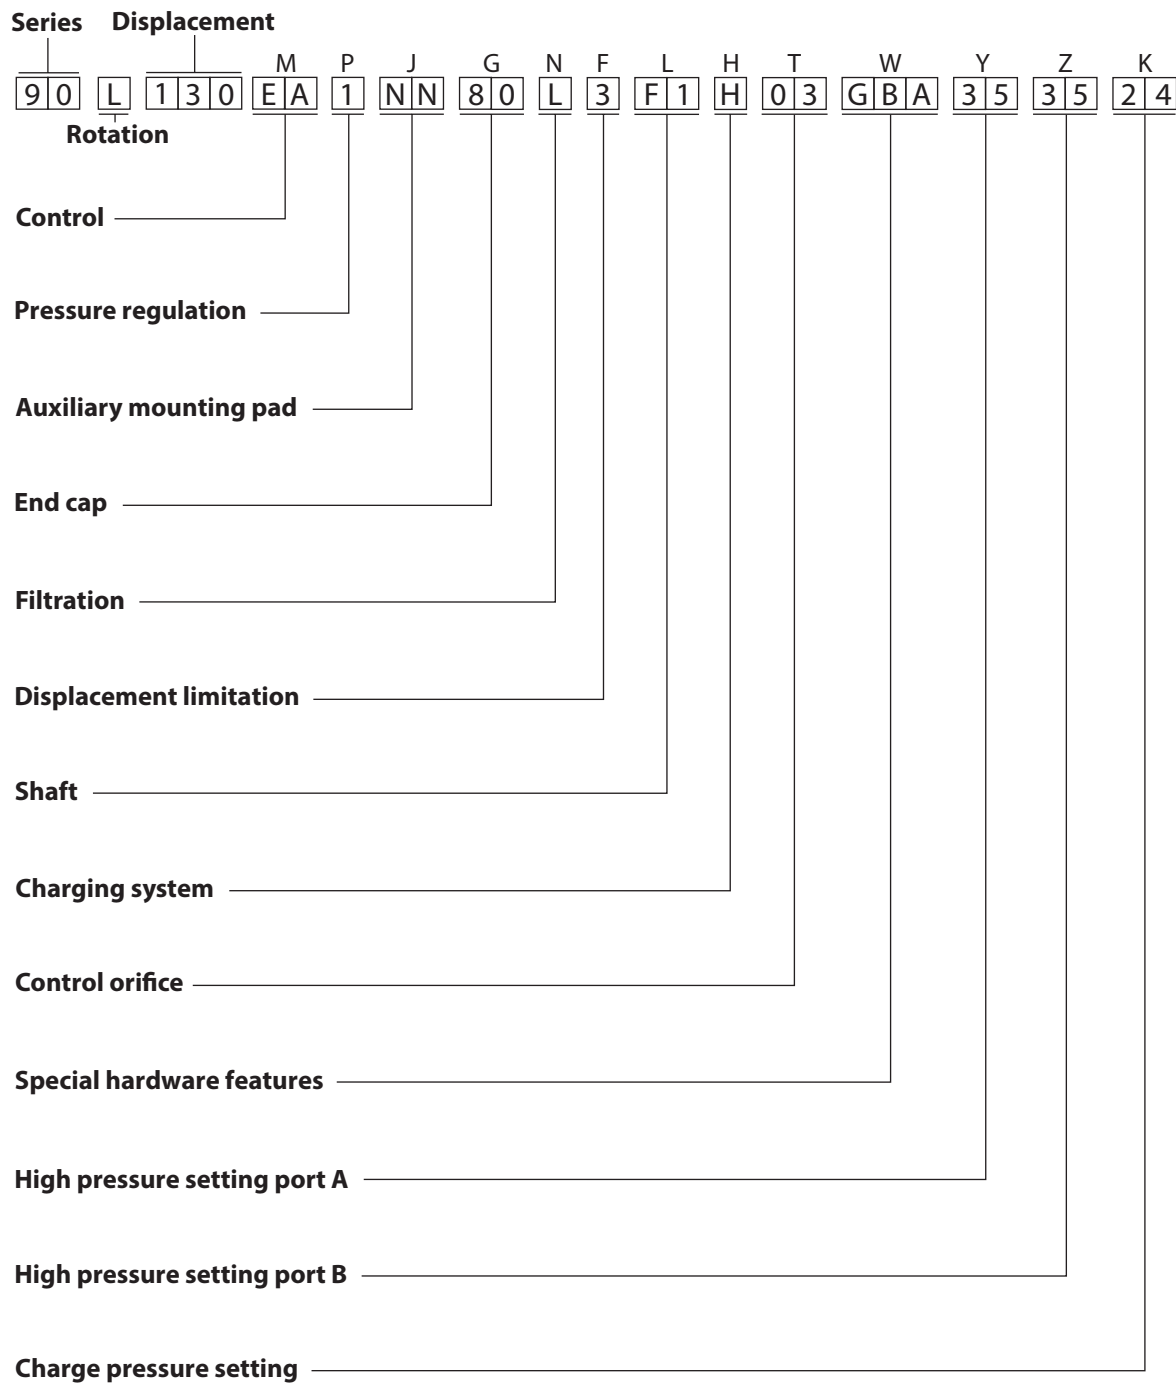 Series Displacement
M P J G N F L H T W Y Z K
9 0 L 1 3 0 E A 1 N N 8 0 L 3 F 1 H 0 3 G B A 3 5 3 5 2 4
Rotation
Control
Pressure regulation
Auxiliary mounting pad
End cap
Filtration
Displacement limitation
Shaft
Charging system
Control orifice
Special hardware features
High pressure setting port A
High pressure setting port B
Charge pressure setting